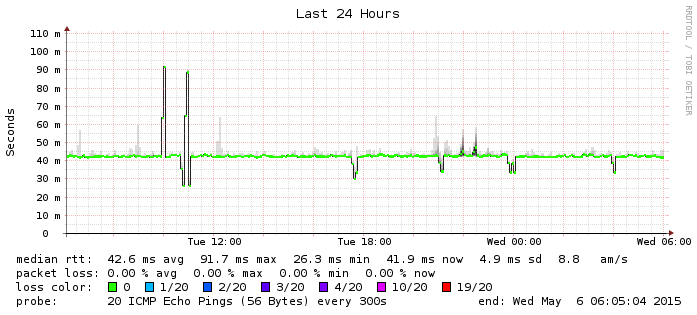 Last 24 Hours
RRDTOOL / TOBI OETIKER
Seconds
110 m
100 m
90 m
80 m
70 m
60 m
50 m
40 m
30 m
20 m
10 m
0
Tue 12:00 Tue 18:00 Wed 00:00 Wed 06:00
median rtt: 42.6 ms avg 91.7 ms max 26.3 ms min 41.9 ms now 4.9 ms sd 8.8 am/s
packet loss: 0.00 % avg 0.00 % max 0.00 % min 0.00 % now
loss color: 0 1/20 2/20 3/20 4/20 10/20 19/20
probe: 20 ICMP Echo Pings (56 Bytes) every 300s end: Wed May 6 06:05:04 2015